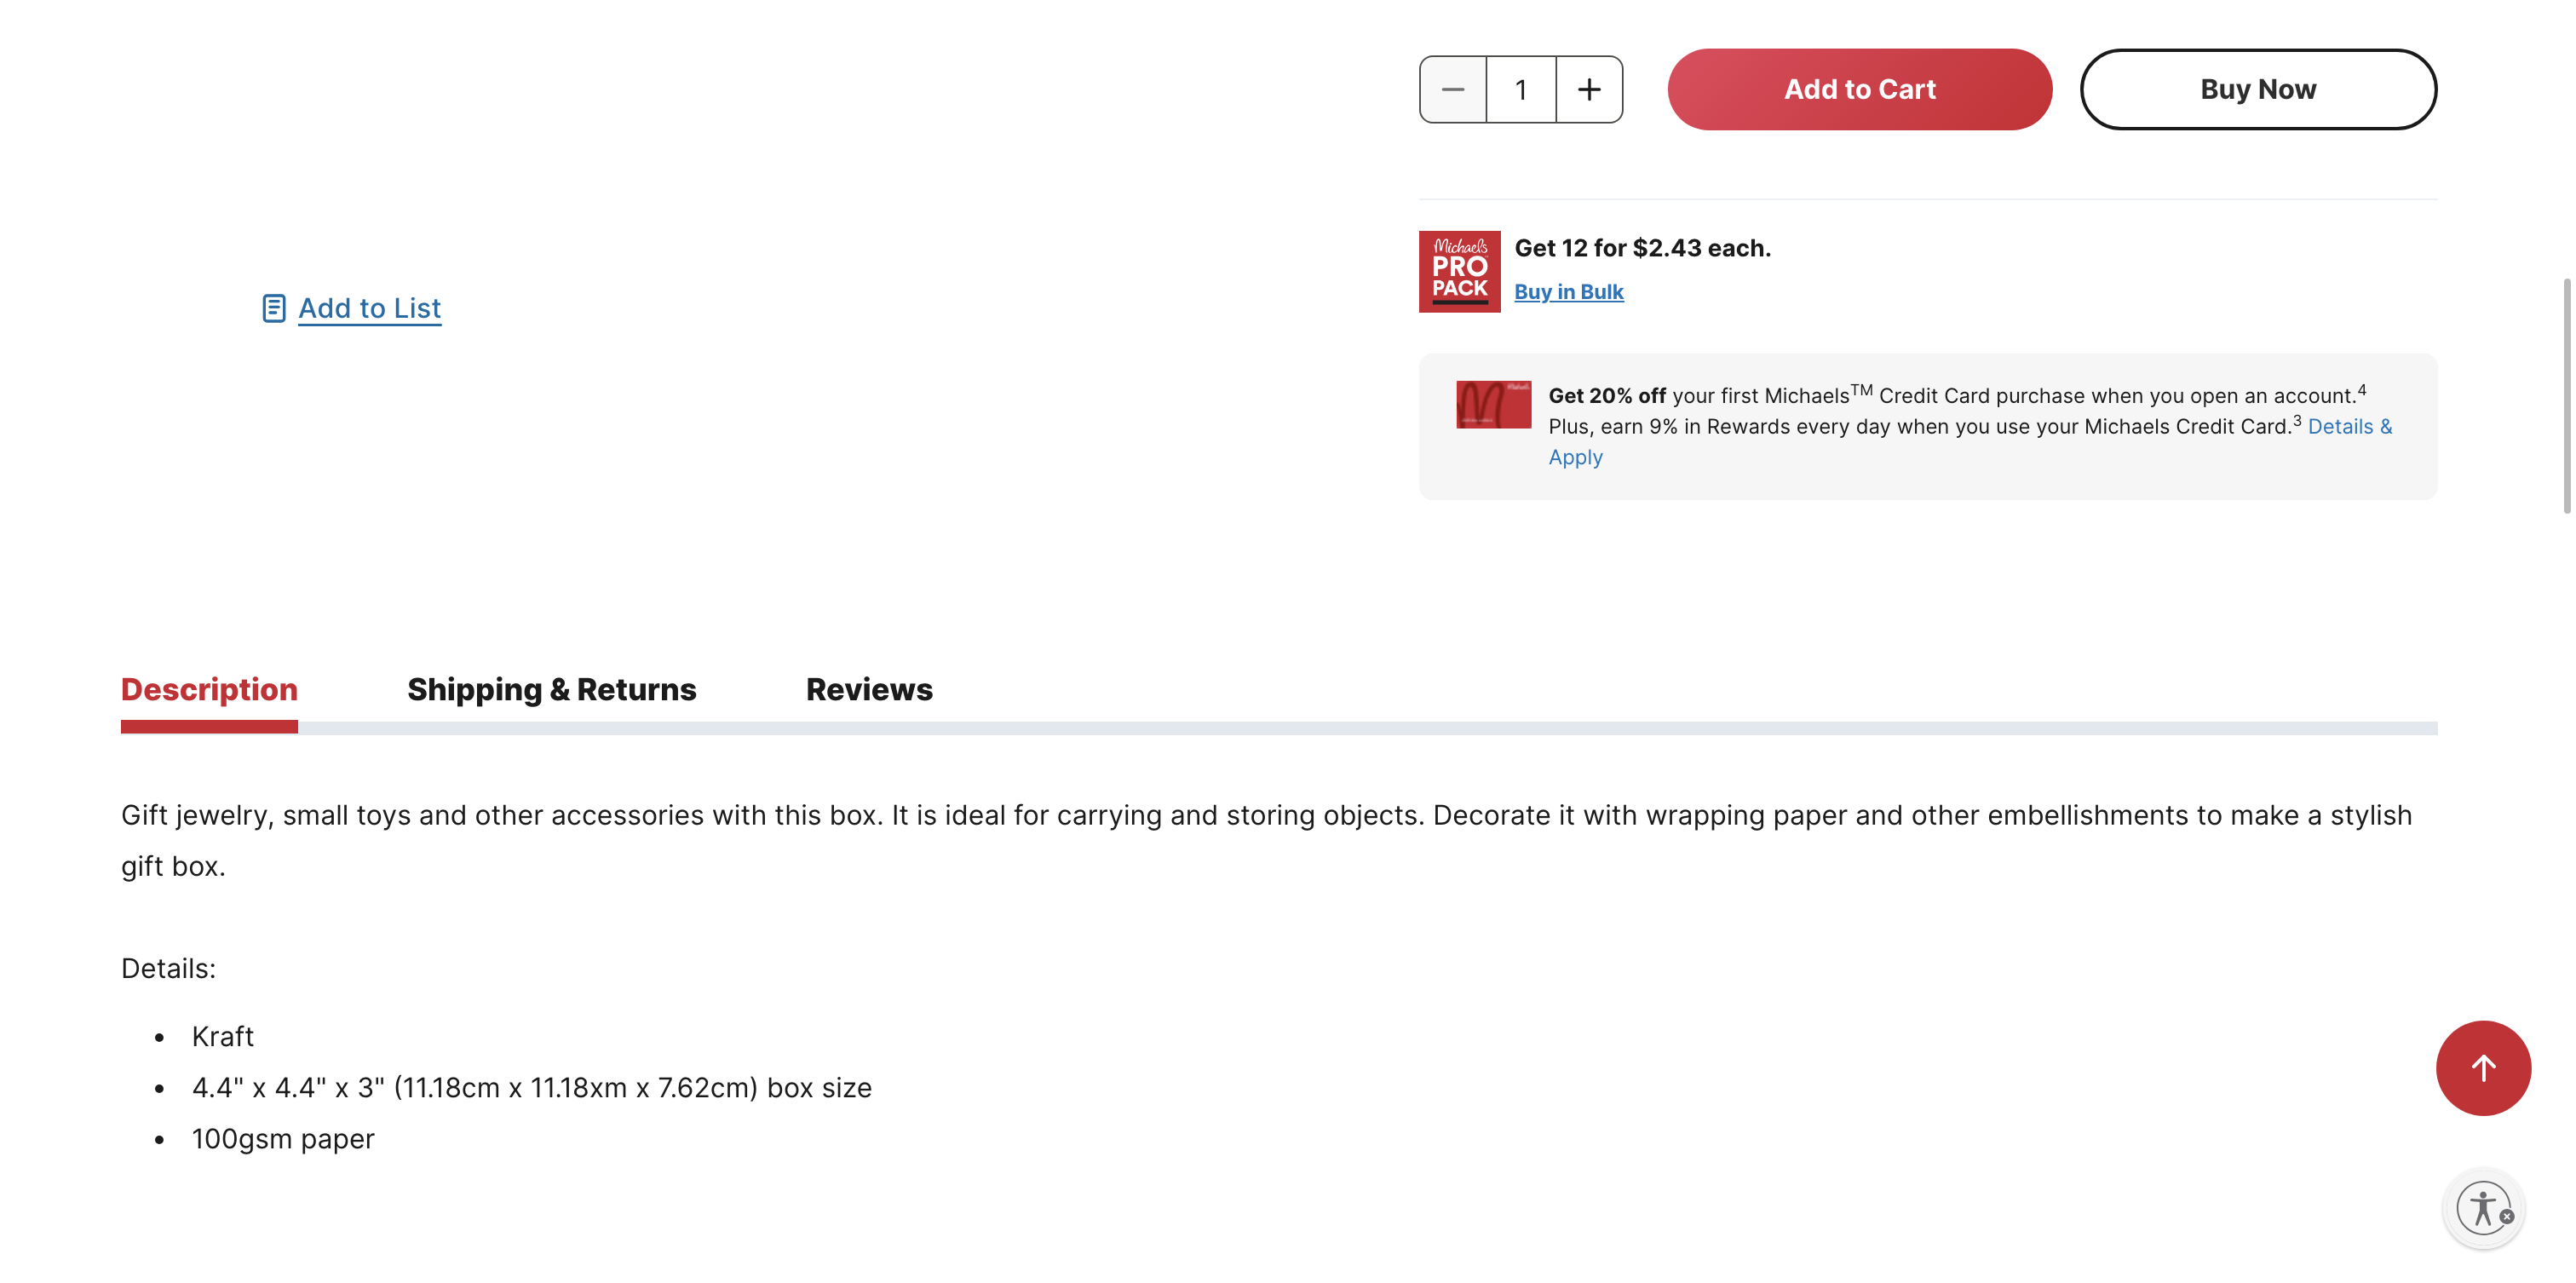 1
Add to Cart
Buy Now
Michaels
PRO
PACK
Get 12 for $2.43 each.
Buy in Bulk
Add to List
Get 20% off your first Michaels™ Credit Card purchase when you open an account.⁴
Plus, earn 9% in Rewards every day when you use your Michaels Credit Card.³ Details &
Apply
Description
Shipping & Returns
Reviews
Gift jewelry, small toys and other accessories with this box. It is ideal for carrying and storing objects. Decorate it with wrapping paper and other embellishments to make a stylish
gift box.
Details:
• Kraft
• 4.4" x 4.4" x 3" (11.18cm x 11.18xm x 7.62cm) box size
• 100gsm paper